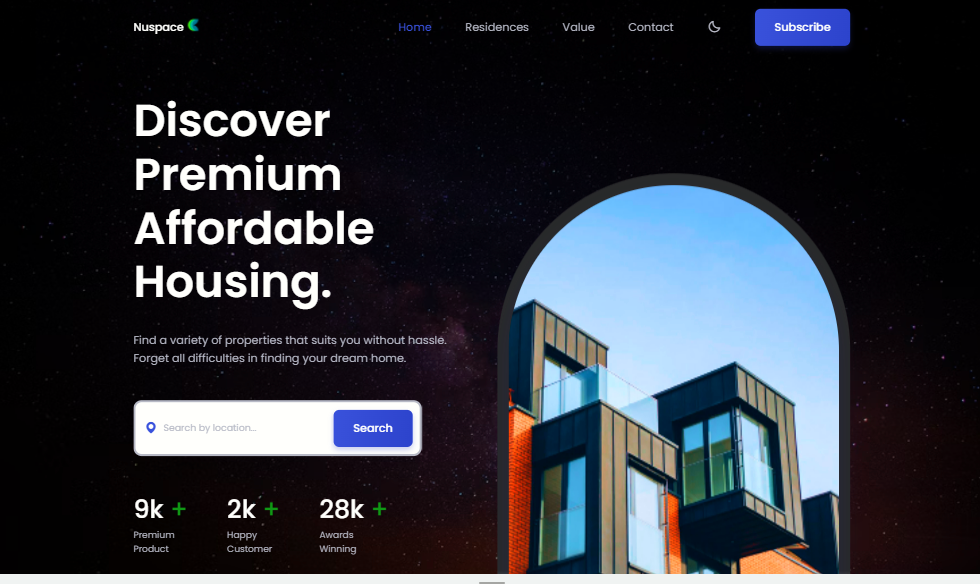 Nuspace
Home Residences Value Contact Subscribe
Discover
Premium
Affordable
Housing.
Find a variety of properties that suits you without hassle.
Forget all difficulties in finding your dream home.
Search by location...
Search
9k + 2k + 28k +
Premium Happy Awards
Product Customer Winning